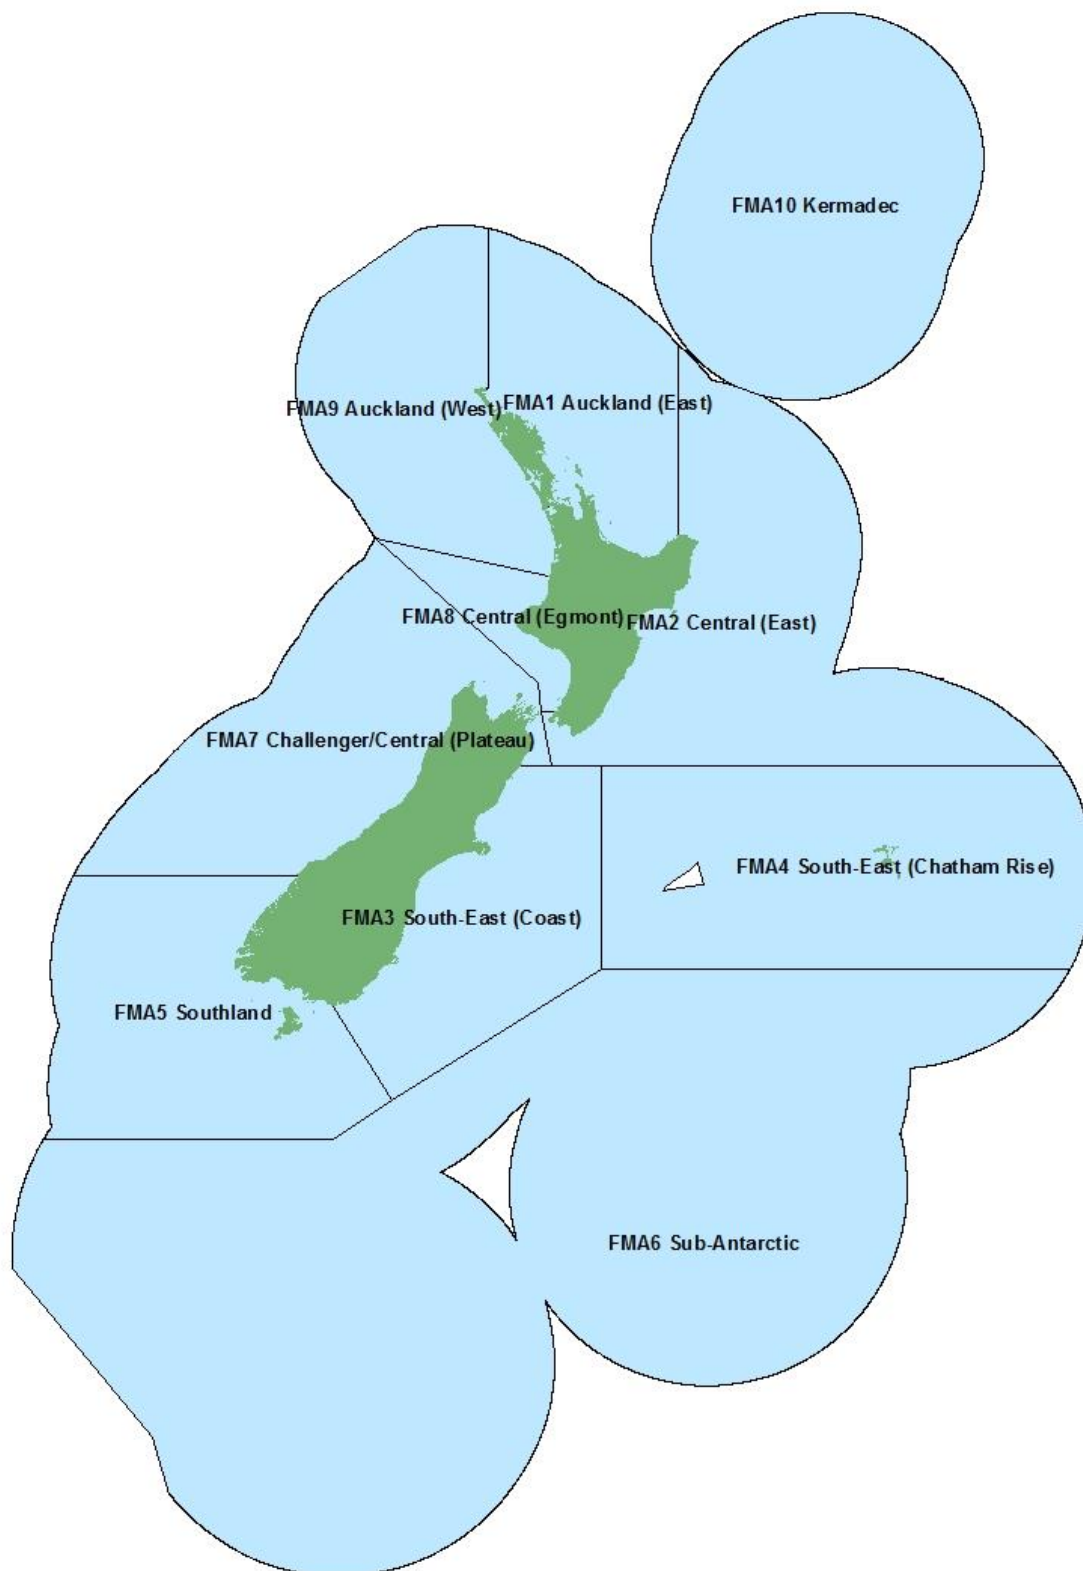 FMA10 Kermadec
FMA9 Auckland (West)
FMA1 Auckland (East)
FMA8 Central (Egmont)
FMA2 Central (East)
FMA7 Challenger/Central (Plateau)
FMA4 South-East (Chatham Rise)
FMA3 South-East (Coast)
FMA5 Southland
FMA6 Sub-Antarctic